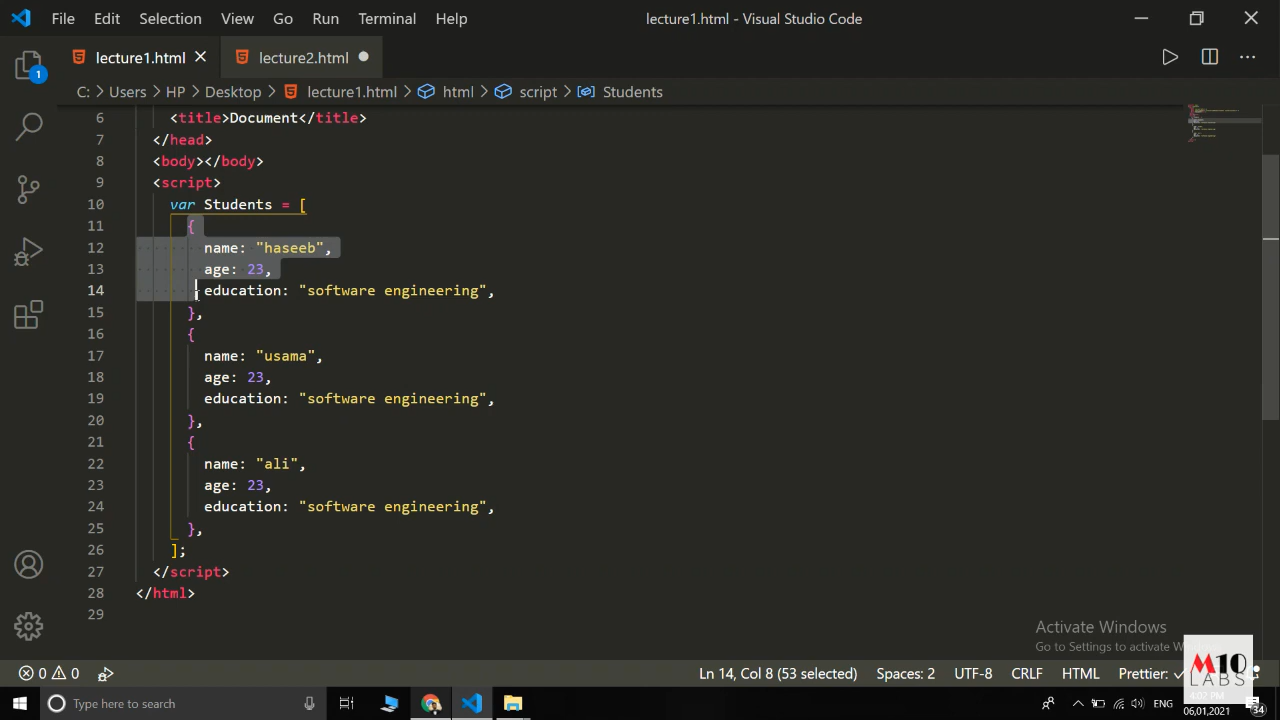 File Edit Selection View Go Run Terminal Help lecture1.html - Visual Studio Code
lecture1.html lecture2.html
C: > Users > HP > Desktop > lecture1.html > html > script > Students
1
6 <title>Document</title>
7 </head>
8 <body></body>
9 <script>
10 var Students = [
11 {
12 name: "haseeb",
13 age: 23,
14 education: "software engineering",
15 },
16 {
17 name: "usama",
18 age: 23,
19 education: "software engineering",
20 },
21 {
22 name: "ali",
23 age: 23,
24 education: "software engineering",
25 },
26 ];
27 </script>
28 </html>
29
Activate Windows
Go to Settings to activate W
M10
LABS
0 0 Ln 14, Col 8 (53 selected) Spaces: 2 UTF-8 CRLF HTML Prettier: ✓
Type here to search ENG 4:02 PM
06,01,2021 34